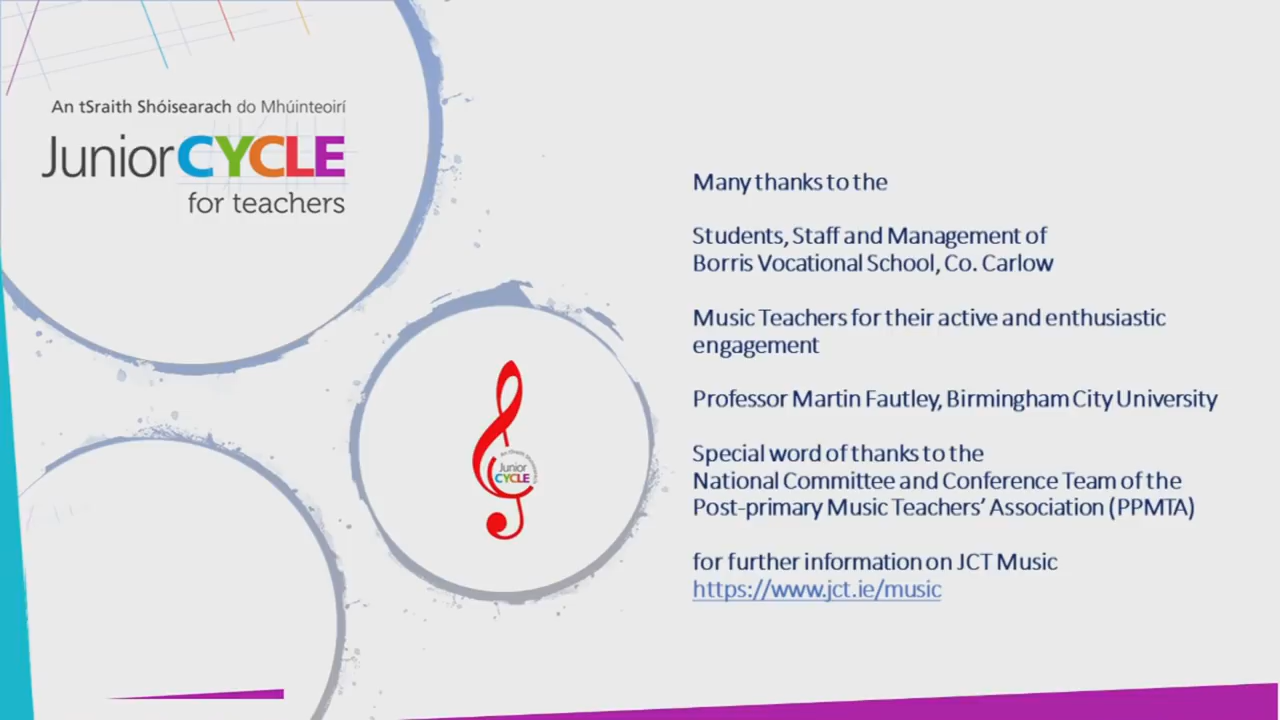 An tSraith Shóisearach do Mhúinteoirí
JuniorCYCLE
for teachers
Many thanks to the
Students, Staff and Management of
Borris Vocational School, Co. Carlow
Music Teachers for their active and enthusiastic
engagement
Professor Martin Fautley, Birmingham City University
Special word of thanks to the
National Committee and Conference Team of the
Post-primary Music Teachers’ Association (PPMTA)
for further information on JCT Music
https://www.jct.ie/music
An tSraith Shóisearach
Junior
CYCLE